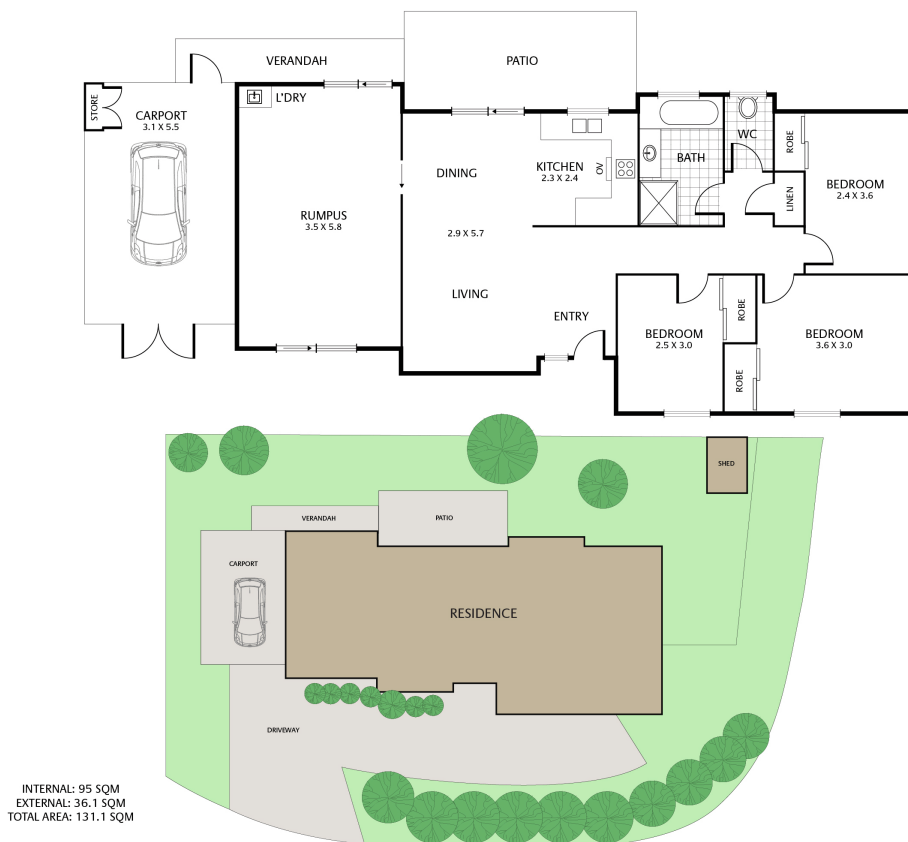 VERANDAH
PATIO
STORE
CARPORT
3.1 X 5.5
L'DRY
RUMPUS
3.5 X 5.8
DINING
KITCHEN
2.3 X 2.4
OV
BATH
WC
ROBE
LINEN
BEDROOM
2.4 X 3.6
2.9 X 5.7
LIVING
ENTRY
BEDROOM
2.5 X 3.0
ROBE
ROBE
BEDROOM
3.6 X 3.0
SHED
VERANDAH
PATIO
CARPORT
RESIDENCE
DRIVEWAY
INTERNAL: 95 SQM
EXTERNAL: 36.1 SQM
TOTAL AREA: 131.1 SQM